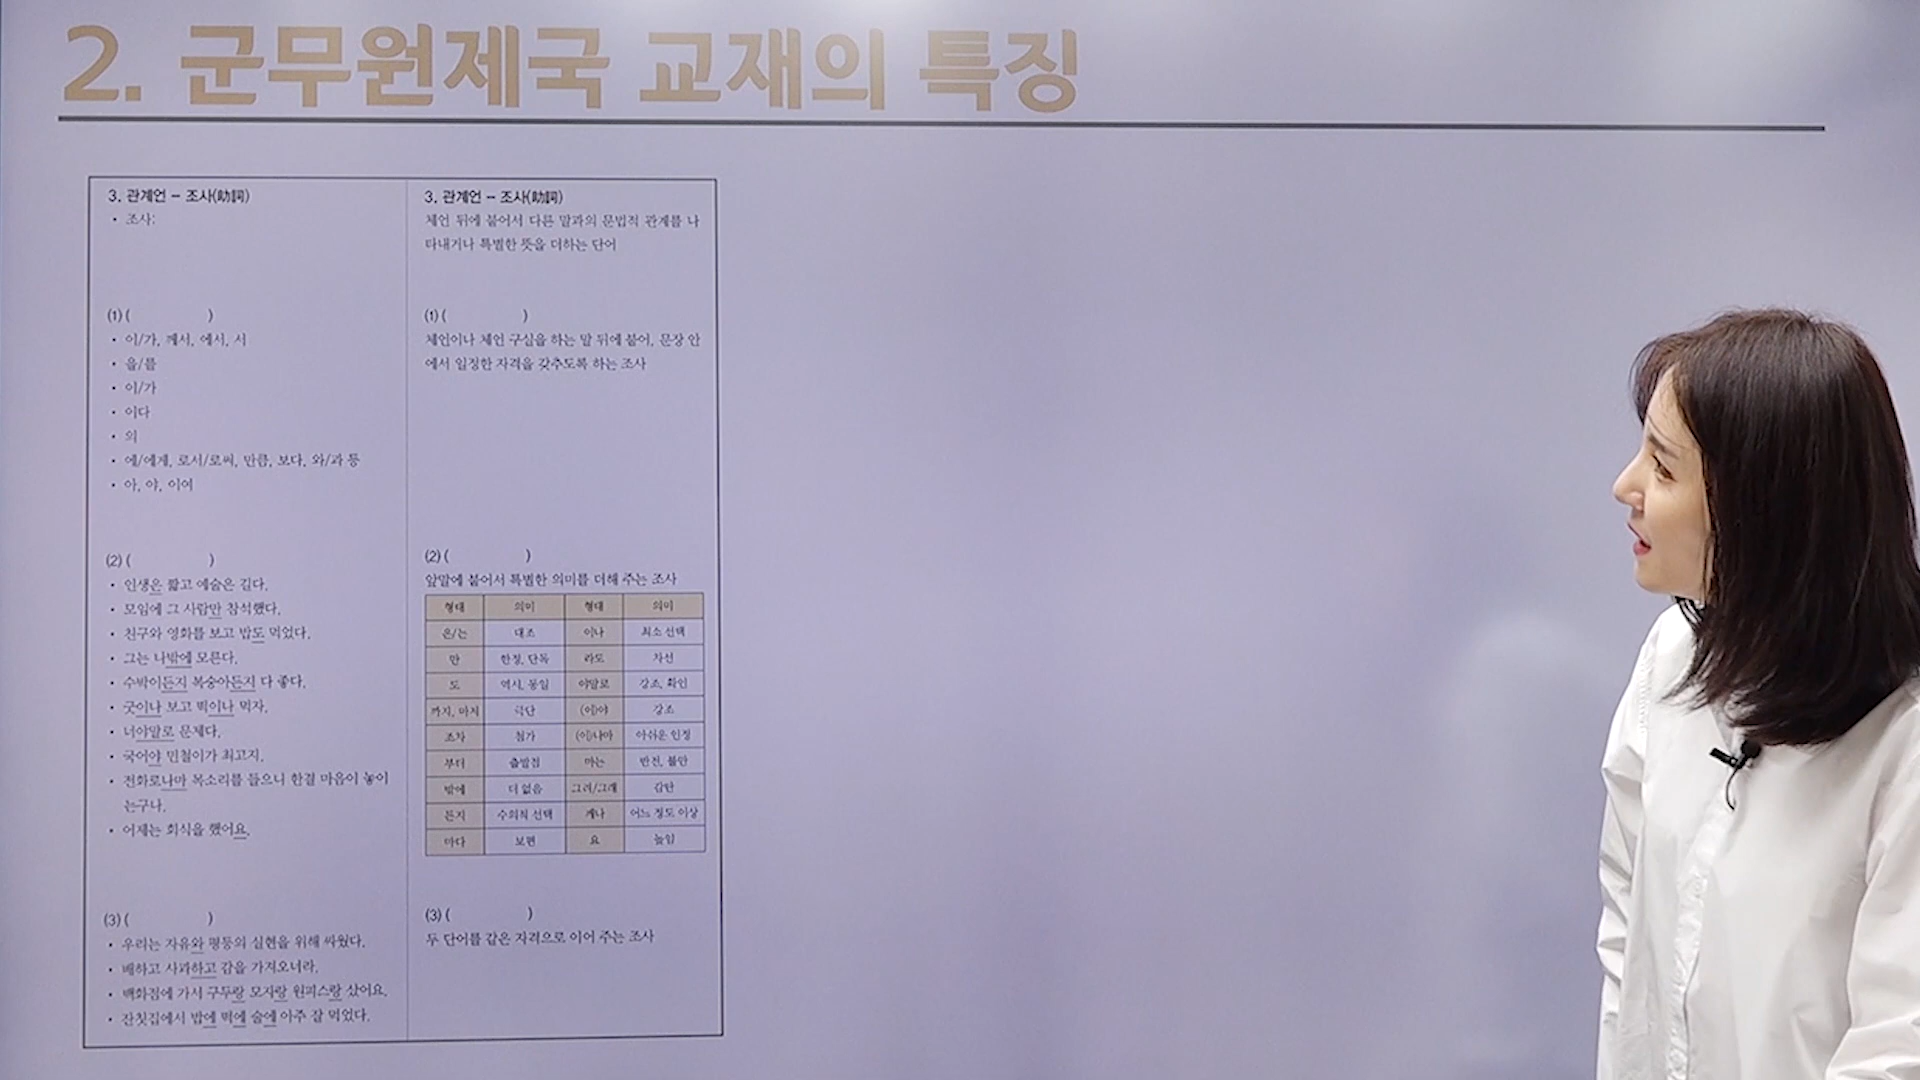 2. 군무원제국 교재의 특징
3. 관계언 – 조사(助詞)
• 조사:
(1) ( )
• 이/가, 께서, 에서, 서
• 을/를
• 이/가
• 이다
• 의
• 에/에게, 로서/로써, 만큼, 보다, 와/과 등
• 아, 야, 이여
(2) ( )
• 인생은 짧고 예술은 길다.
• 모임에 그 사람만 참석했다.
• 친구와 영화를 보고 밥도 먹었다.
• 그는 나밖에 모른다.
• 수박이든지 복숭아든지 다 좋다.
• 굿이나 보고 떡이나 먹자.
• 너야말로 문제다.
• 국어야 민철이가 최고지.
• 전화로나마 목소리를 들으니 한결 마음이 놓이
는구나.
• 어제는 회식을 했어요.
(3) ( )
• 우리는 자유와 평등의 실현을 위해 싸웠다.
• 배하고 사과하고 감을 가져오너라.
• 백화점에 가서 구두랑 모자랑 원피스랑 샀어요.
• 잔칫집에서 밥에 떡에 술에 아주 잘 먹었다.
3. 관계언 – 조사(助詞)
체언 뒤에 붙어서 다른 말과의 문법적 관계를 나
타내거나 특별한 뜻을 더하는 단어
(1) ( )
체언이나 체언 구실을 하는 말 뒤에 붙어, 문장 안
에서 일정한 자격을 갖추도록 하는 조사
(2) ( )
앞말에 붙어서 특별한 의미를 더해 주는 조사
형태 의미 형태 의미
은/는 대조 이나 최소 선택
만 한정, 단독 라도 차선
도 역시, 동일 야말로 강조, 확인
까지, 마저 극단 (이)야 강조
조차 첨가 (이)나마 아쉬운 인정
부터 출발점 마는 반전, 불만
밖에 더 없음 그려/그래 감탄
든지 수의적 선택 께나 어느 정도 이상
마다 보편 요 높임
(3) ( )
두 단어를 같은 자격으로 이어 주는 조사